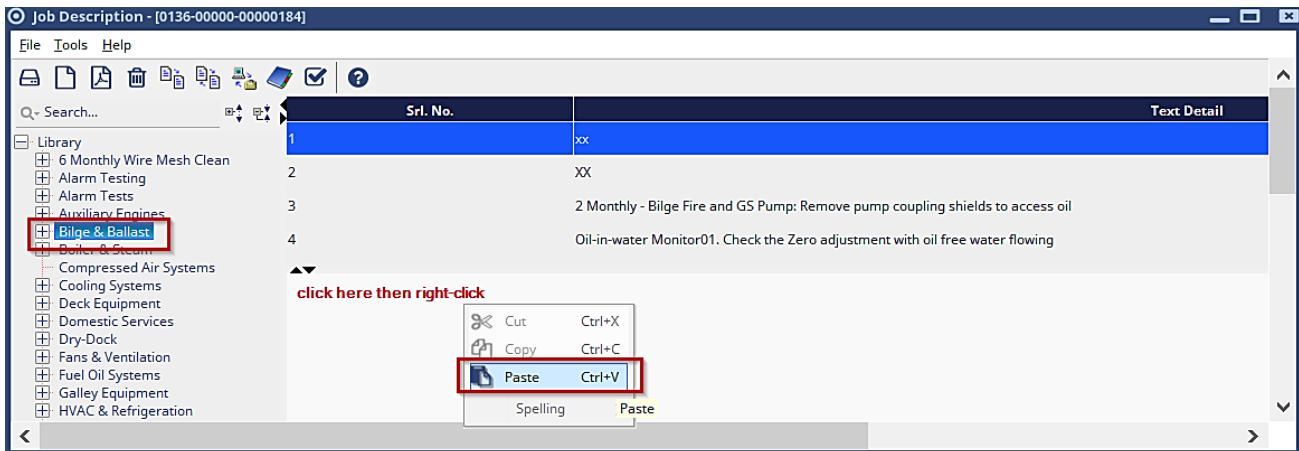 Job Description - [0136-00000-00000184]
File Tools Help
Search...
Srl. No. Text Detail
Library
6 Monthly Wire Mesh Clean
Alarm Testing
Alarm Tests
Auxiliary Engines
Bilge & Ballast
Boiler & Steam
Compressed Air Systems
Cooling Systems
Deck Equipment
Domestic Services
Dry-Dock
Fans & Ventilation
Fuel Oil Systems
Galley Equipment
HVAC & Refrigeration
1 xx
2 XX
3 2 Monthly - Bilge Fire and GS Pump: Remove pump coupling shields to access oil
4 Oil-in-water Monitor01. Check the Zero adjustment with oil free water flowing
click here then right-click
Cut Ctrl+X
Copy Ctrl+C
Paste Ctrl+V
Spelling Paste